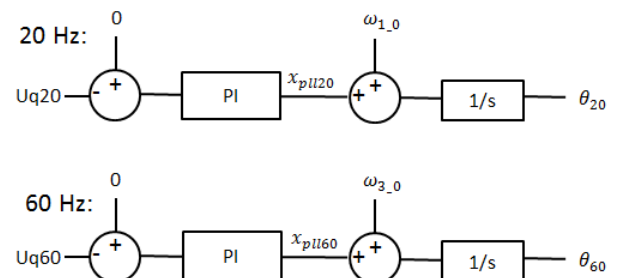 0
20 Hz:
ω1_0
Uq20
-
+
PI
xpll20
+
+
1/s
θ20
0
60 Hz:
ω3_0
Uq60
-
+
PI
xpll60
+
+
1/s
θ60